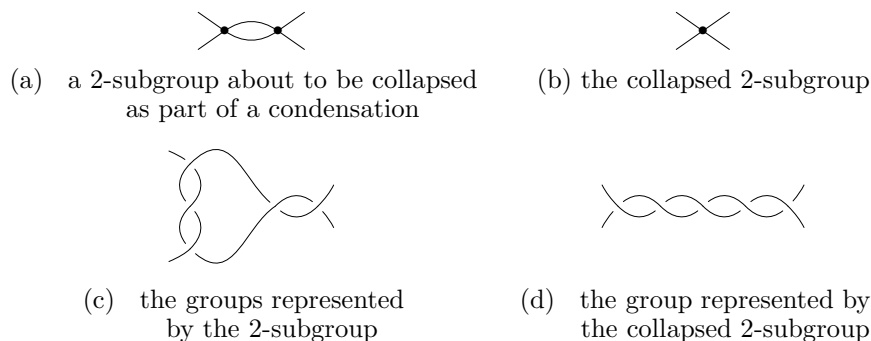 (a) a 2-subgroup about to be collapsed
as part of a condensation
(b) the collapsed 2-subgroup
(c) the groups represented
by the 2-subgroup
(d) the group represented by
the collapsed 2-subgroup